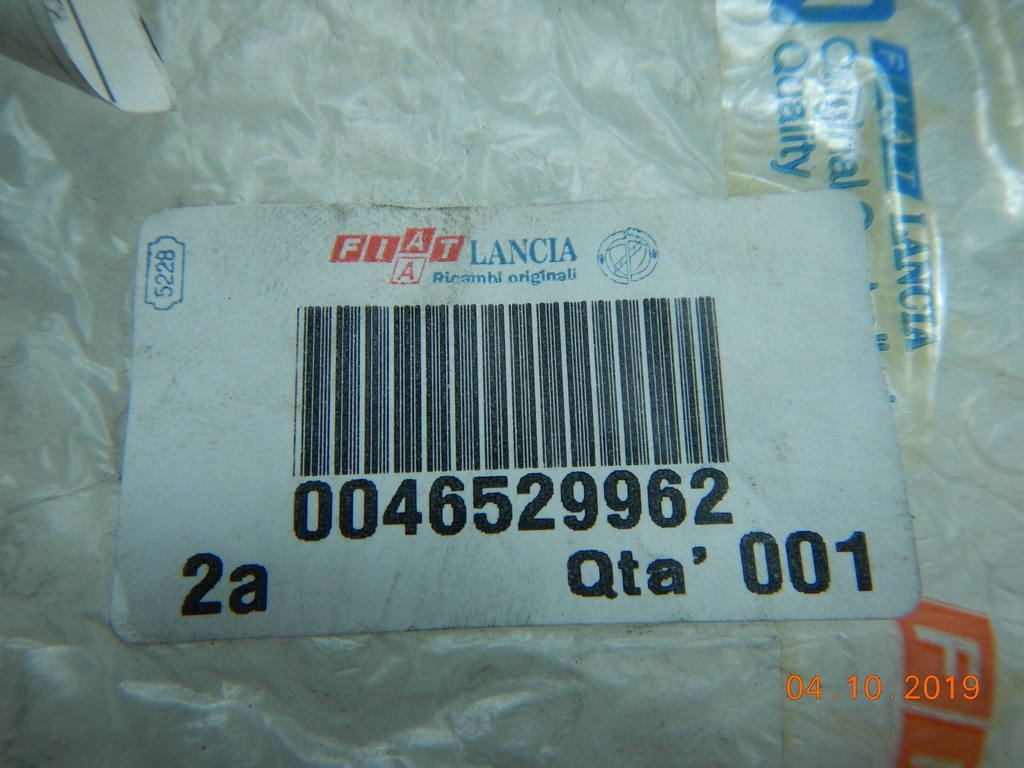 Original
Quality
FIAT LANCIA
5228
FIAT LANCIA
Ricambi originali
0046529962
2a
Qta' 001
04.10.2019